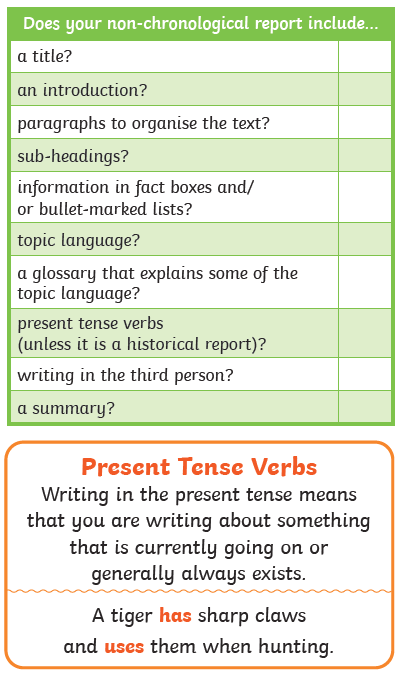 Does your non-chronological report include...
a title?
an introduction?
paragraphs to organise the text?
sub-headings?
information in fact boxes and/
or bullet-marked lists?
topic language?
a glossary that explains some of the
topic language?
present tense verbs
(unless it is a historical report)?
writing in the third person?
a summary?
Present Tense Verbs
Writing in the present tense means
that you are writing about something
that is currently going on or
generally always exists.
A tiger has sharp claws
and uses them when hunting.